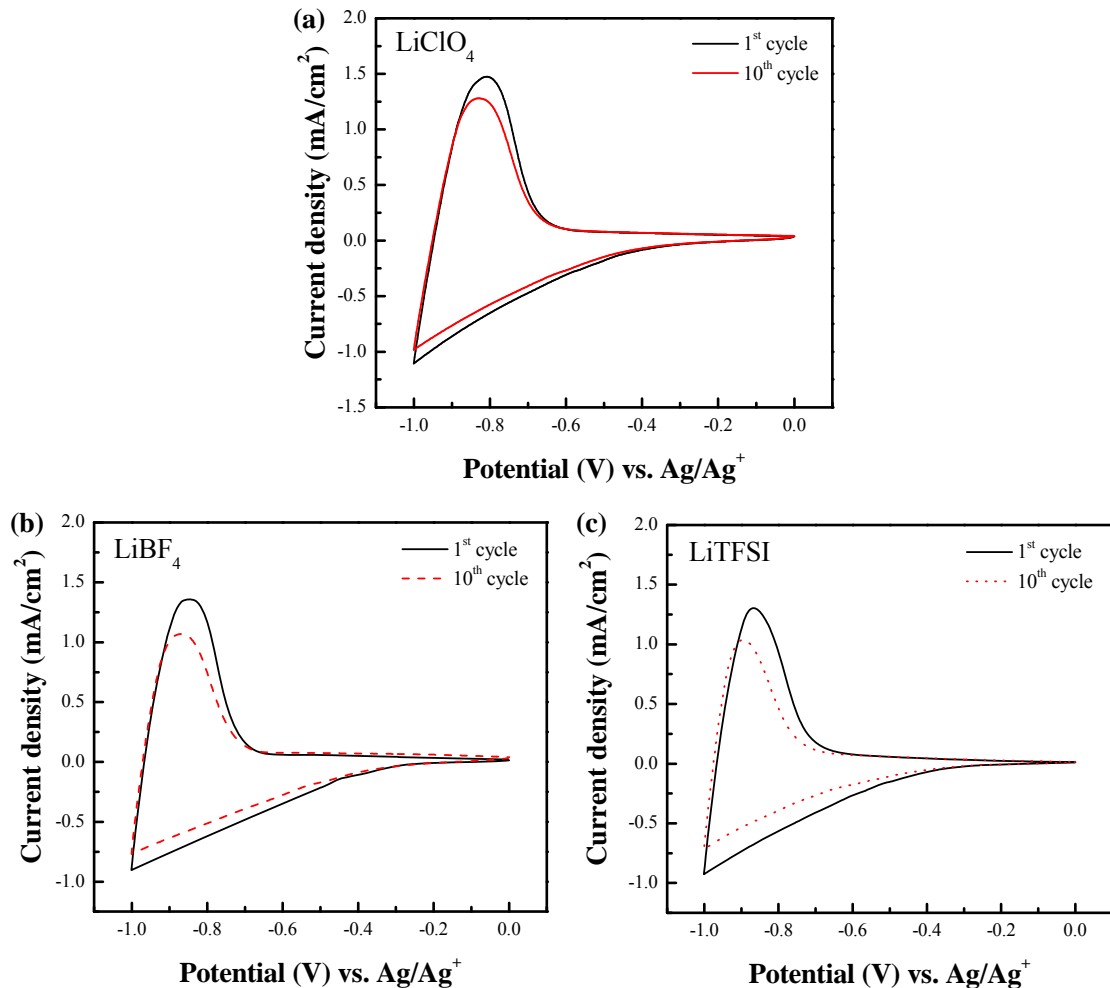 (a)
LiClO₄
1ˢᵗ cycle
10ᵗʰ cycle
2.0
1.5
1.0
0.5
0.0
-0.5
-1.0
-1.5
Current density (mA/cm²)
-1.0 -0.8 -0.6 -0.4 -0.2 0.0
Potential (V) vs. Ag/Ag⁺
(b)
LiBF₄
1ˢᵗ cycle
10ᵗʰ cycle
2.0
1.5
1.0
0.5
0.0
-0.5
-1.0
Current density (mA/cm²)
-1.0 -0.8 -0.6 -0.4 -0.2 0.0
Potential (V) vs. Ag/Ag⁺
(c)
LiTFSI
1ˢᵗ cycle
10ᵗʰ cycle
2.0
1.5
1.0
0.5
0.0
-0.5
-1.0
Current density (mA/cm²)
-1.0 -0.8 -0.6 -0.4 -0.2 0.0
Potential (V) vs. Ag/Ag⁺